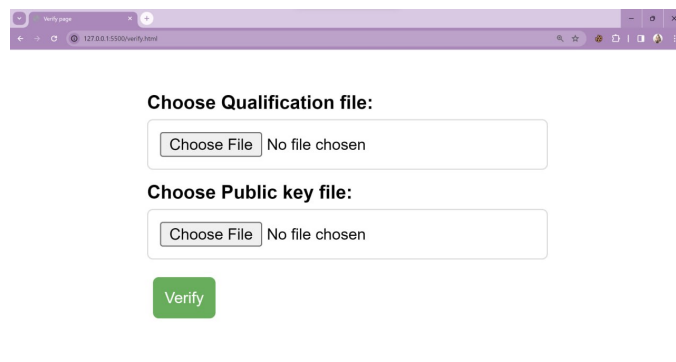 Verify page
127.0.0.1:5500/verify.html
Choose Qualification file:
Choose File No file chosen
Choose Public key file:
Choose File No file chosen
Verify